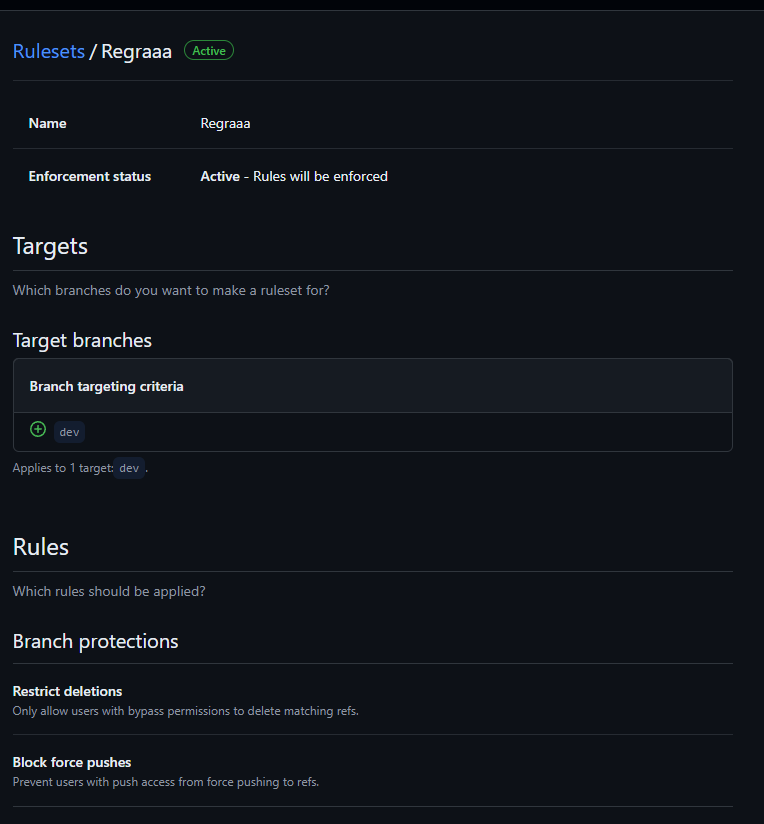 Rulesets / Regraaa Active
Name Regraaa
Enforcement status Active - Rules will be enforced
Targets
Which branches do you want to make a ruleset for?
Target branches
Branch targeting criteria
dev
Applies to 1 target: dev .
Rules
Which rules should be applied?
Branch protections
Restrict deletions
Only allow users with bypass permissions to delete matching refs.
Block force pushes
Prevent users with push access from force pushing to refs.